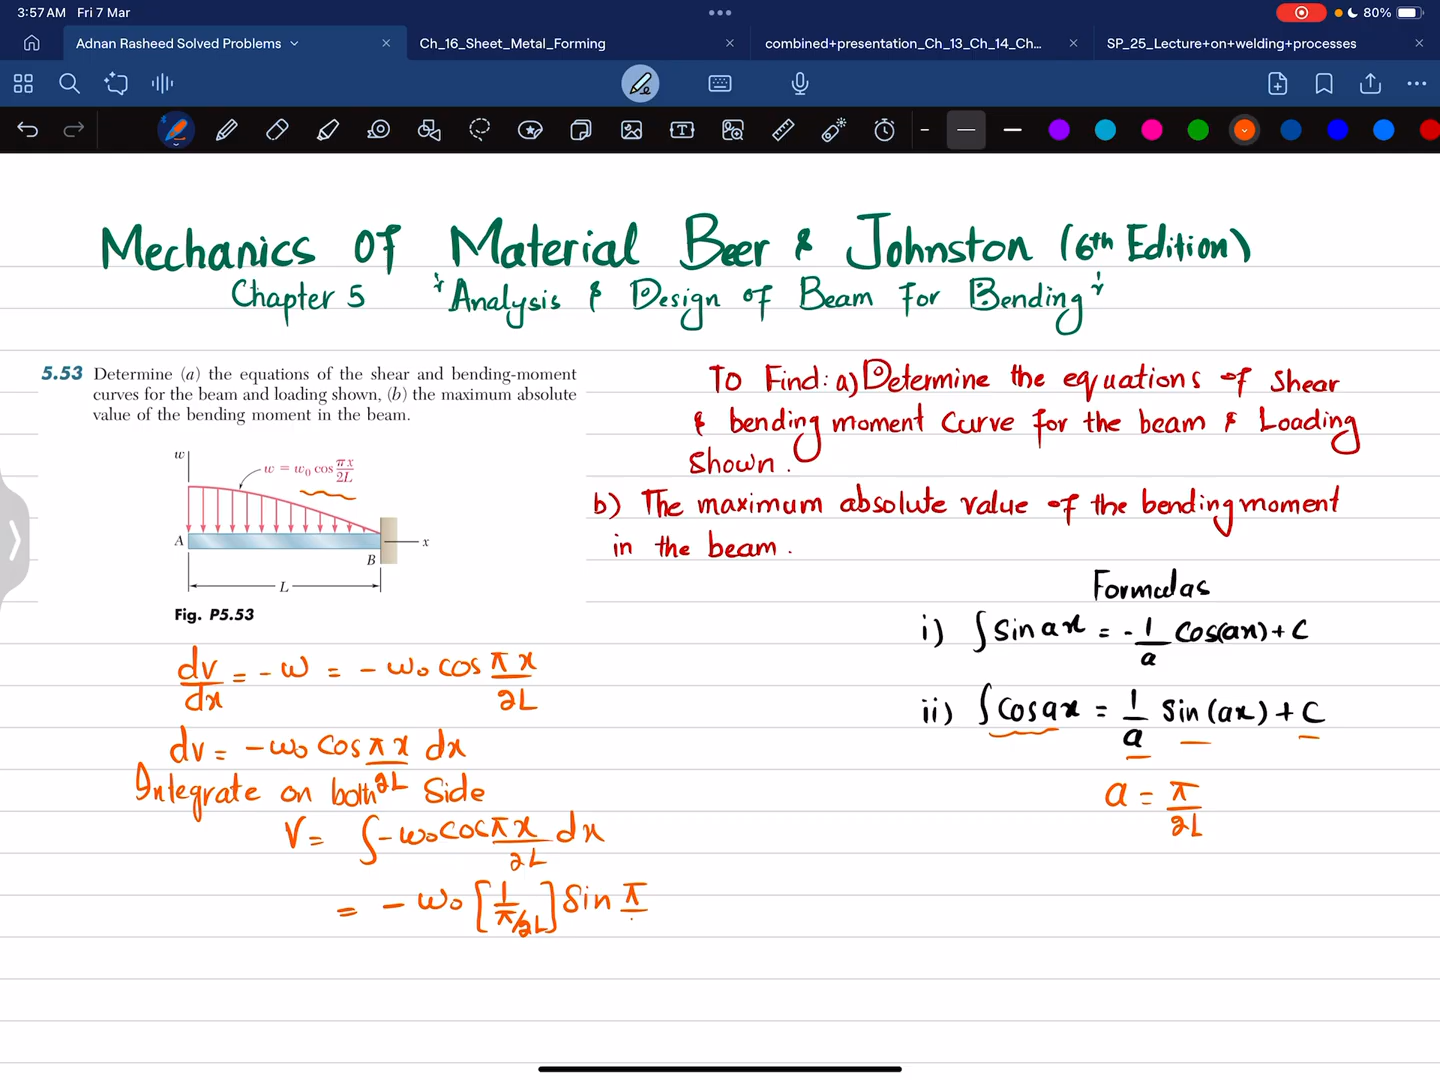 3:57 AM Fri 7 Mar
80%
Adnan Rasheed Solved Problems
Ch_16_Sheet_Metal_Forming
combined+presentation_Ch_13_Ch_14_Ch...
SP_25_Lecture+on+welding+processes
Mechanics Of Material Beer & Johnston (6th Edition)
Chapter 5 "Analysis & Design of Beam For Bending"
5.53 Determine (a) the equations of the shear and bending-moment
curves for the beam and loading shown, (b) the maximum absolute
value of the bending moment in the beam.
w
w = w₀ cos πx/2L
A
B
x
L
Fig. P5.53
To Find: a) Determine the equations of shear
& bending moment Curve for the beam & Loading
Shown.
b) The maximum absolute value of the bending moment
in the beam.
Formulas
i) ∫ Sin ax = -1/a Cos(ax) + C
ii) ∫ Cos ax = 1/a Sin (ax) + C
a = π/2L
dv/dx = -w = -w₀ cos πx/2L
dv = -w₀ Cos πx/2L dx
Integrate on both Side
V = ∫ -w₀ cos πx/2L dx
= -w₀ [1/π/2L] Sin π